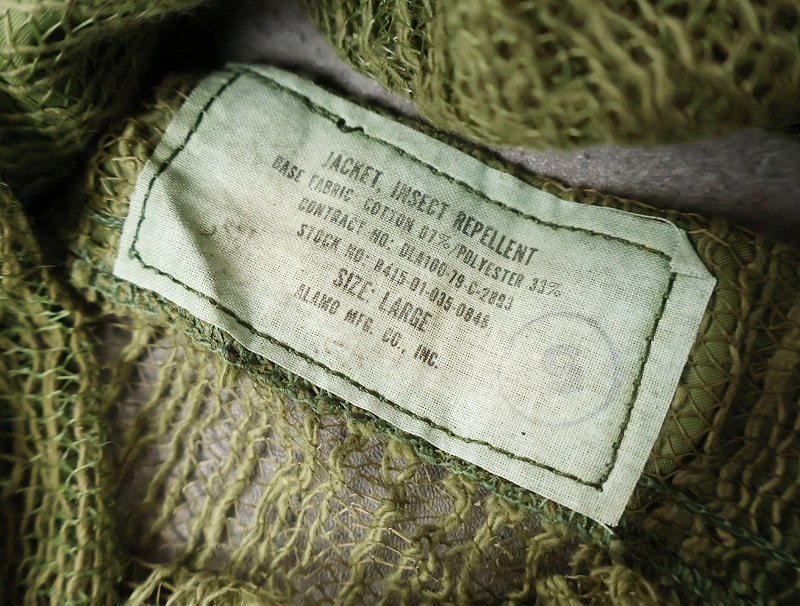 JACKET, INSECT REPELLENT
BASE FABRIC: COTTON 67%/POLYESTER 33%
CONTRACT NO: DLA100-79-C-2893
STOCK NO: 8415-01-035-0846
SIZE: LARGE
ALAMO MFG. CO., INC.